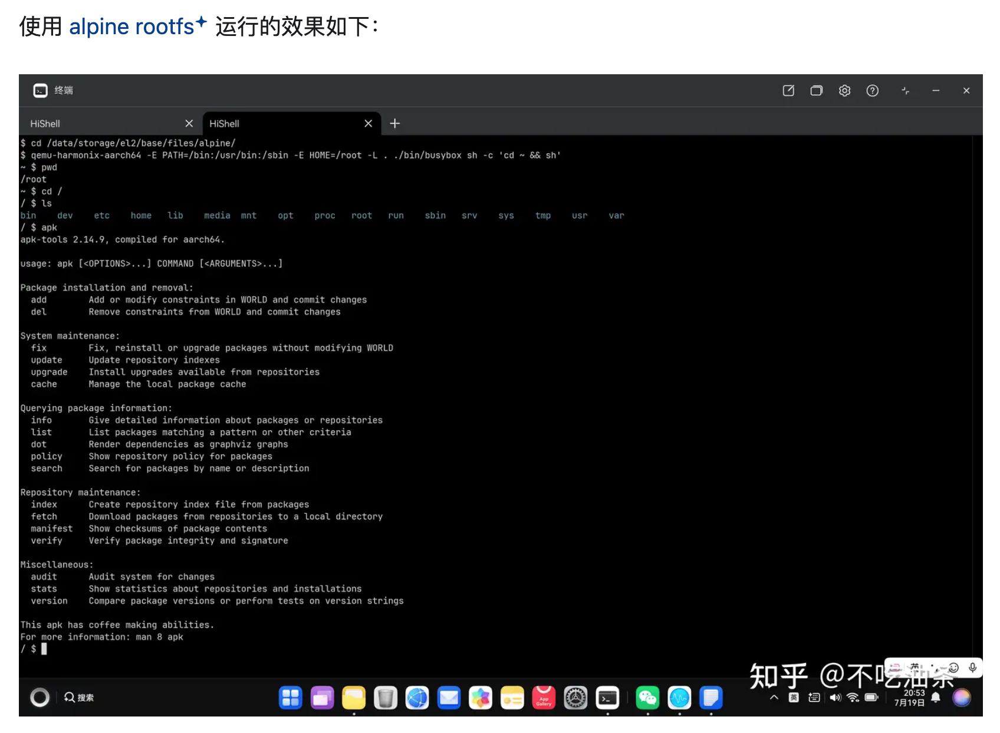 使用 alpine rootfs 运行的效果如下：
终端
HiShell
HiShell
$ cd /data/storage/el2/base/files/alpine/
$ qemu-harmonix-aarch64 -E PATH=/bin:/usr/bin:/sbin -E HOME=/root -L . ./bin/busybox sh -c 'cd ~ && sh'
~ $ pwd
/root
~ $ cd /
/ $ ls
bin dev etc home lib media mnt opt proc root run sbin srv sys tmp usr var
/ $ apk
apk-tools 2.14.9, compiled for aarch64.
usage: apk [<OPTIONS>...] COMMAND [<ARGUMENTS>...]
Package installation and removal:
add Add or modify constraints in WORLD and commit changes
del Remove constraints from WORLD and commit changes
System maintenance:
fix Fix, reinstall or upgrade packages without modifying WORLD
update Update repository indexes
upgrade Install upgrades available from repositories
cache Manage the local package cache
Querying package information:
info Give detailed information about packages or repositories
list List packages matching a pattern or other criteria
dot Render dependencies as graphviz graphs
policy Show repository policy for packages
search Search for packages by name or description
Repository maintenance:
index Create repository index file from packages
fetch Download packages from repositories to a local directory
manifest Show checksums of package contents
verify Verify package integrity and signature
Miscellaneous:
audit Audit system for changes
stats Show statistics about repositories and installations
version Compare package versions or perform tests on version strings
This apk has coffee making abilities.
For more information: man 8 apk
/ $
英
知乎 @不吃油条
搜索
App Gallery
英
20:53
7月19日